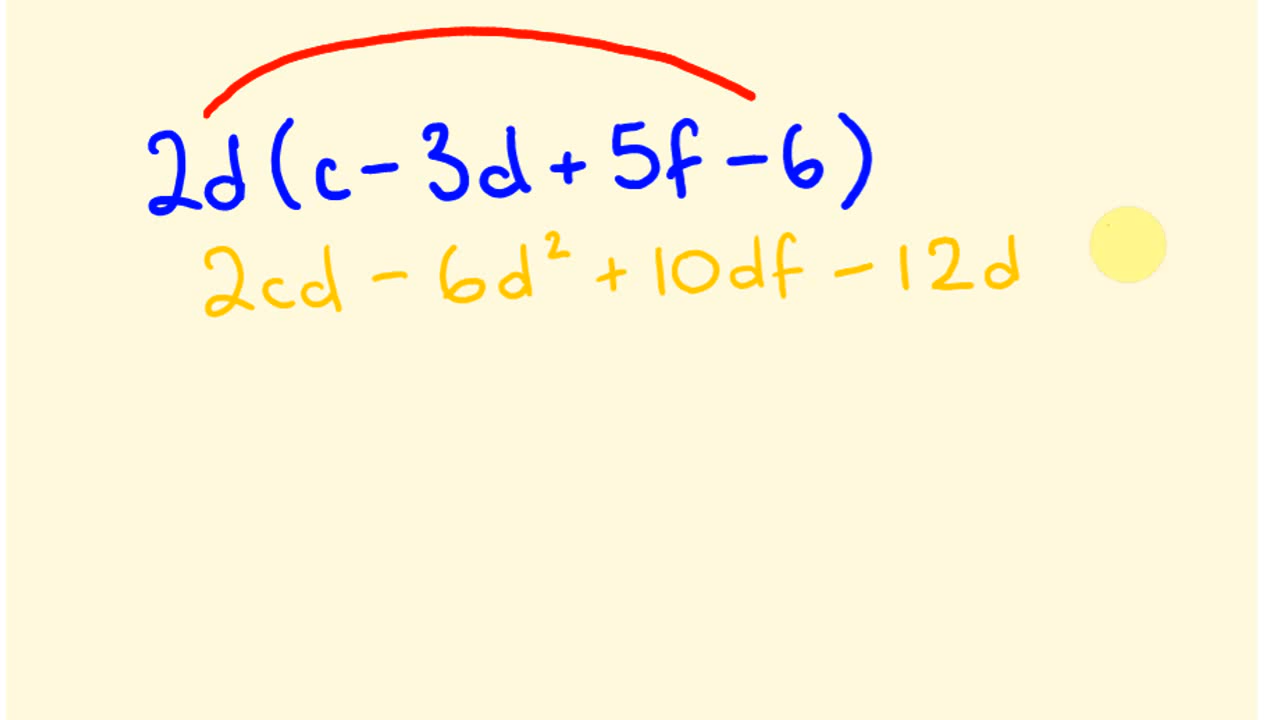 2d(c-3d+5f-6)
2cd - 6d² + 10df - 12d